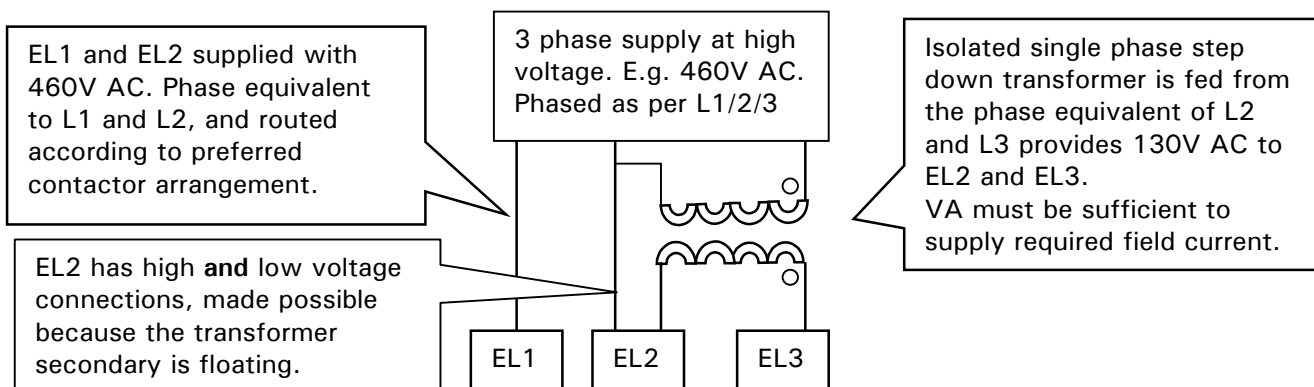 EL1 and EL2 supplied with
460V AC. Phase equivalent
to L1 and L2, and routed
according to preferred
contactor arrangement.
3 phase supply at high
voltage. E.g. 460V AC.
Phased as per L1/2/3
Isolated single phase step
down transformer is fed from
the phase equivalent of L2
and L3 provides 130V AC to
EL2 and EL3.
VA must be sufficient to
supply required field current.
EL2 has high and low voltage
connections, made possible
because the transformer
secondary is floating.
EL1
EL2
EL3